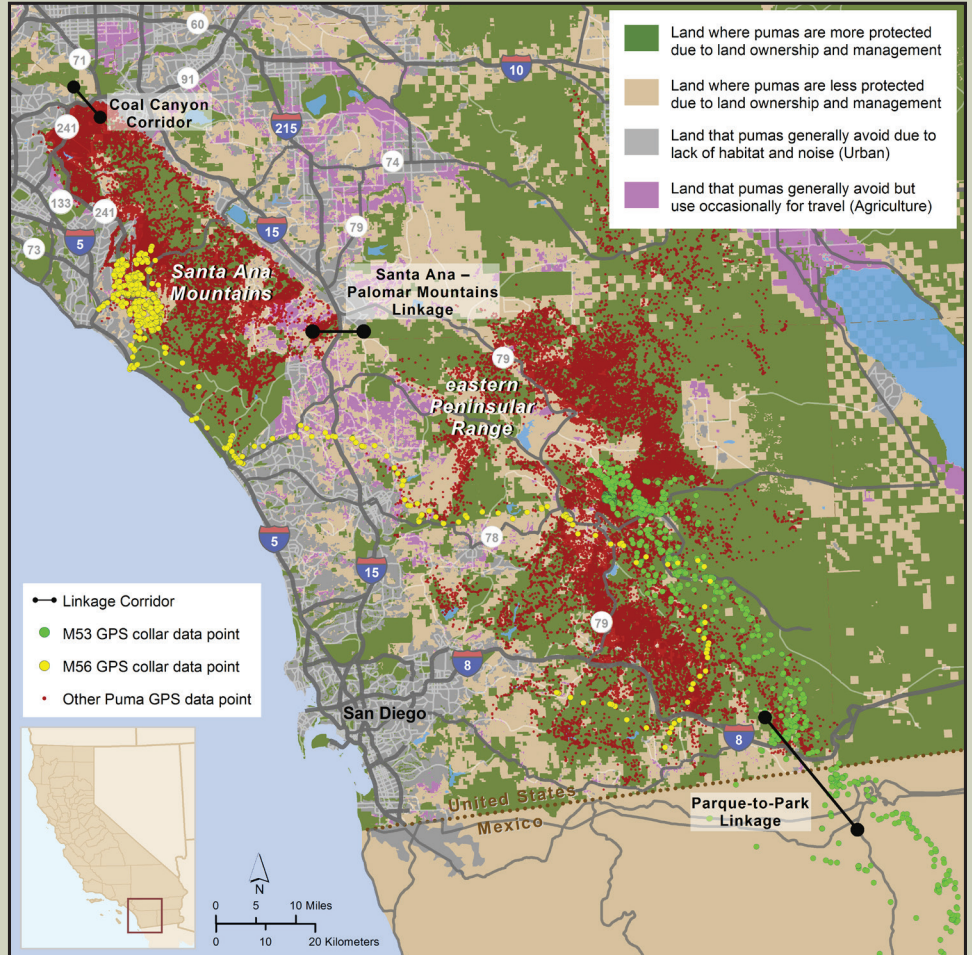 60
71
91
10
Coal Canyon
Corridor
241
215
74
133
241
5
73
15
79
Santa Ana
Mountains
Santa Ana –
Palomar Mountains
Linkage
79
eastern
Peninsular
Range
5
78
15
79
8
San Diego
8
United States
Mexico
Parque-to-Park
Linkage
Land where pumas are more protected
due to land ownership and management
Land where pumas are less protected
due to land ownership and management
Land that pumas generally avoid due to
lack of habitat and noise (Urban)
Land that pumas generally avoid but
use occasionally for travel (Agriculture)
Linkage Corridor
M53 GPS collar data point
M56 GPS collar data point
Other Puma GPS data point
N
0 5 10 Miles
0 10 20 Kilometers